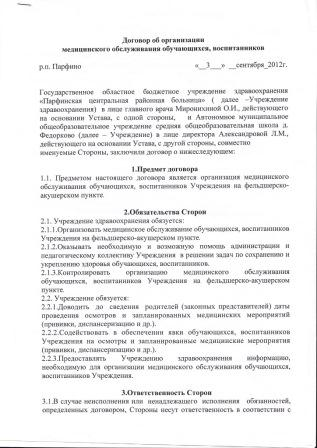 Договор об организации
медицинского обслуживания обучающихся, воспитанников
р.п. Парфино «__3___» __сентября_2012г.
Государственное областное бюджетное учреждение здравоохранения
«Парфинская центральная районная больница» ( далее –Учреждение
здравоохранения) в лице главного врача Миронихиной О.И., действующего
на основании Устава, с одной стороны, и Автономное муниципальное
общеобразовательное учреждение средняя общеобразовательная школа д.
Федорково (далее – Учреждение) в лице директора Александровой Л.М.,
действующего на основании Устава, с другой стороны, совместно
именуемые Стороны, заключили договор о нижеследующем:
1.Предмет договора
1.1. Предметом настоящего договора является организация медицинского
обслуживания обучающихся, воспитанников Учреждения на фельдшерско-
акушерском пункте.
2.Обязательства Сторон
2.1. Учреждение здравоохранения обязуется:
2.1.1.Организовать медицинское обслуживание обучающихся, воспитанников
Учреждения на фельдшерско-акушерском пункте.
2.1.2.Оказывать необходимую и возможную помощь администрации и
педагогическому коллективу Учреждения в решении задач по сохранению и
укреплению здоровья обучающихся, воспитанников.
2.1.3.Контролировать организацию медицинского обслуживания
обучающихся, воспитанников Учреждения на фельдшерско-акушерском
пункте.
2.2. Учреждение обязуется:
2.2.1.Доводить до сведения родителей (законных представителей) даты
проведения осмотров и запланированных медицинских мероприятий
(прививки, диспансеризацию и др.).
2.2.2.Содействовать в обеспечении явки обучающихся, воспитанников
Учреждения на осмотры и запланированные медицинские мероприятия
(прививки, диспансеризацию и др.).
2.2.3.Предоставлять Учреждению здравоохранения информацию,
необходимую для организации медицинского обслуживания обучающихся,
воспитанников Учреждения.
3.Ответственность Сторон
3.1.В случае неисполнения или ненадлежащего исполнения обязанностей,
определенных договором, Стороны несут ответственность в соответствии с